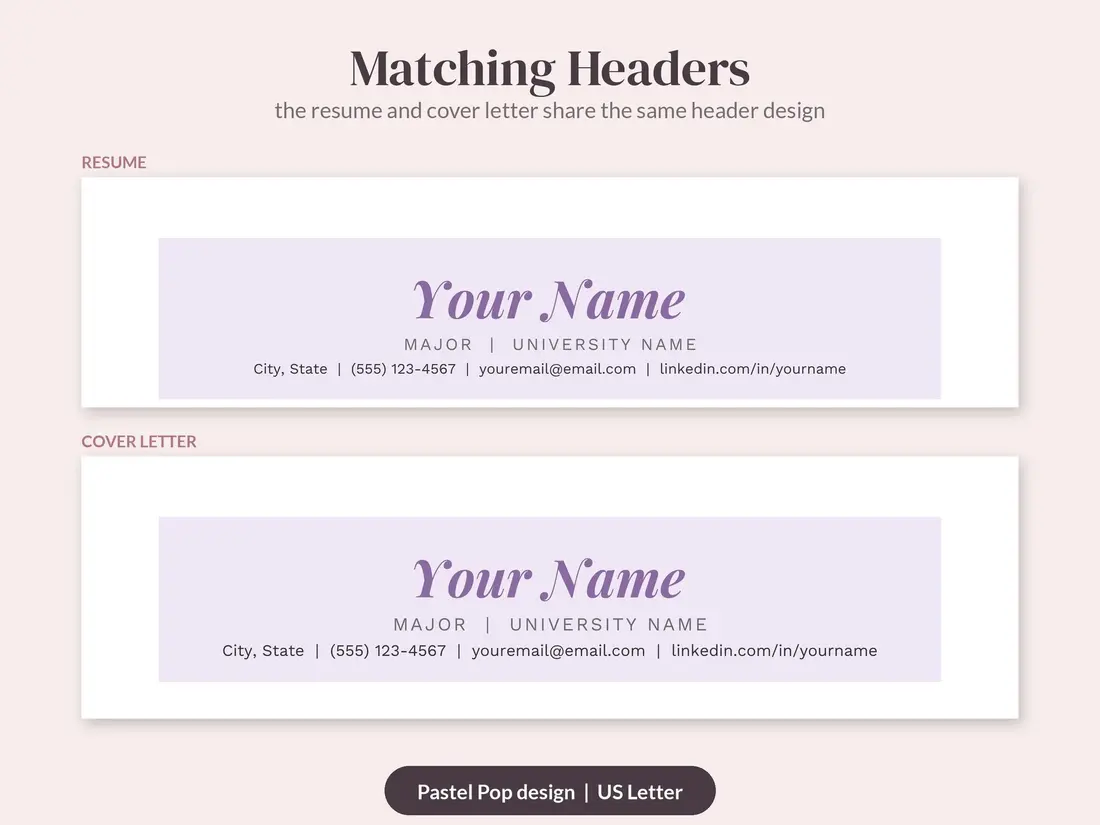 Matching Headers
the resume and cover letter share the same header design
RESUME
Your Name
MAJOR | UNIVERSITY NAME
City, State | (555) 123-4567 | youremail@email.com | linkedin.com/in/yourname
COVER LETTER
Your Name
MAJOR | UNIVERSITY NAME
City, State | (555) 123-4567 | youremail@email.com | linkedin.com/in/yourname
Pastel Pop design | US Letter